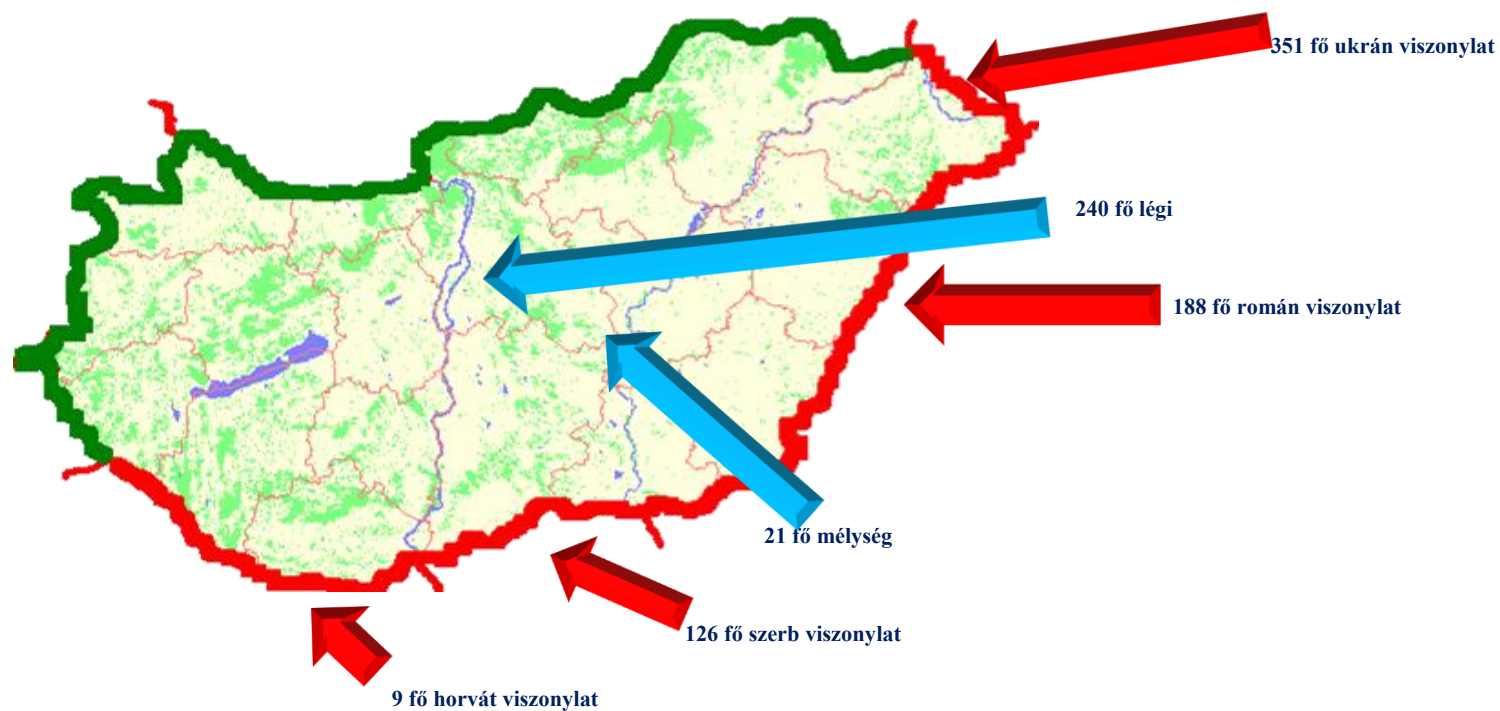 351 fő ukrán viszonylat
240 fő légi
188 fő román viszonylat
21 fő mélység
126 fő szerb viszonylat
9 fő horvát viszonylat